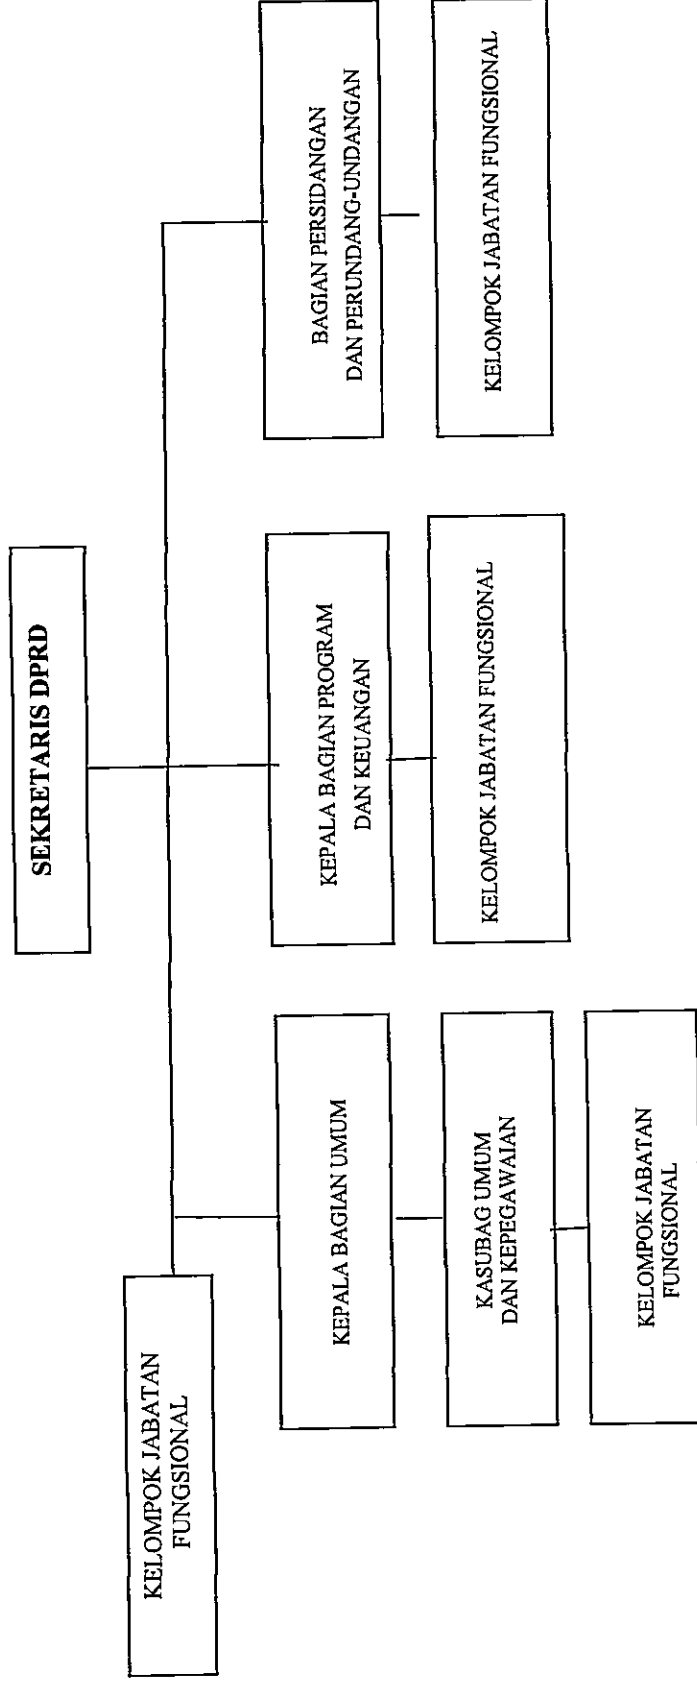 SEKRETARIS DPRD
KELOMPOK JABATAN
FUNGSIONAL
KEPALA BAGIAN UMUM
KEPALA BAGIAN PROGRAM
DAN KEUANGAN
BAGIAN PERSIDANGAN
DAN PERUNDANG-UNDANGAN
KASUBAG UMUM
DAN KEPEGAWAIAN
KELOMPOK JABATAN FUNGSIONAL
KELOMPOK JABATAN FUNGSIONAL
KELOMPOK JABATAN
FUNGSIONAL